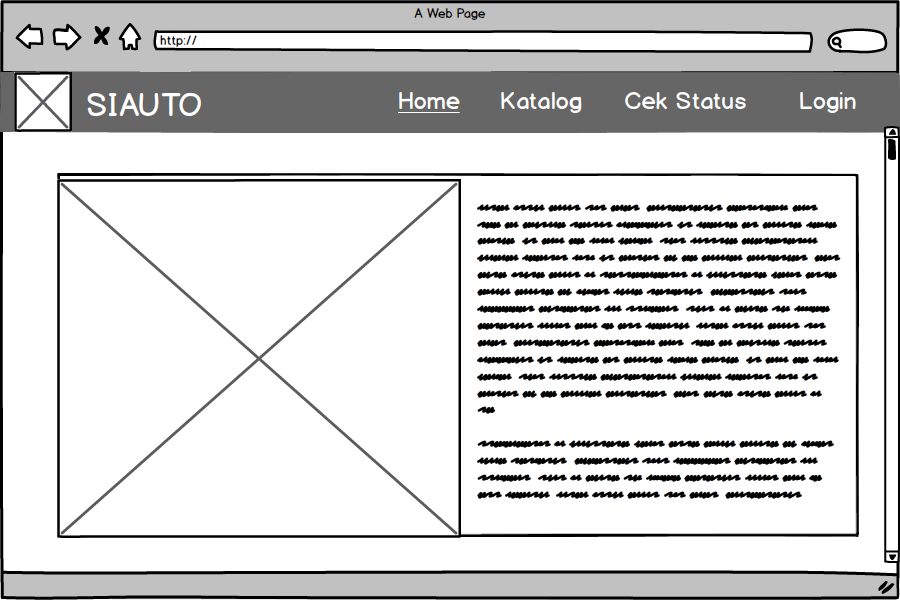 A Web Page
http://
SIAUTO
Home
Katalog
Cek Status
Login